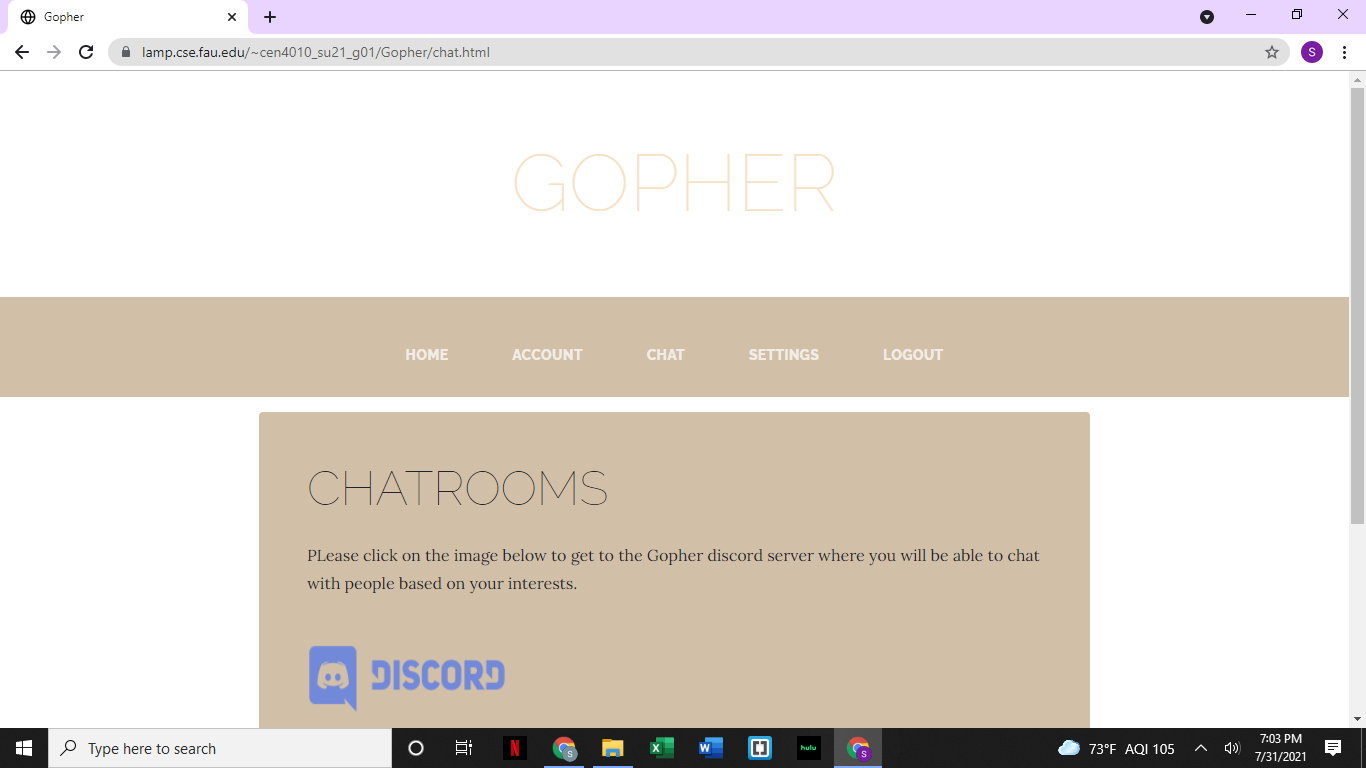 Gopher
lamp.cse.fau.edu/~cen4010_su21_g01/Gopher/chat.html
S
GOPHER
HOME ACCOUNT CHAT SETTINGS LOGOUT
CHATROOMS
PLease click on the image below to get to the Gopher discord server where you will be able to chat
with people based on your interests.
DISCORD
Type here to search
N
S
X
W
hulu
S
73°F AQI 105
7:03 PM
7/31/2021